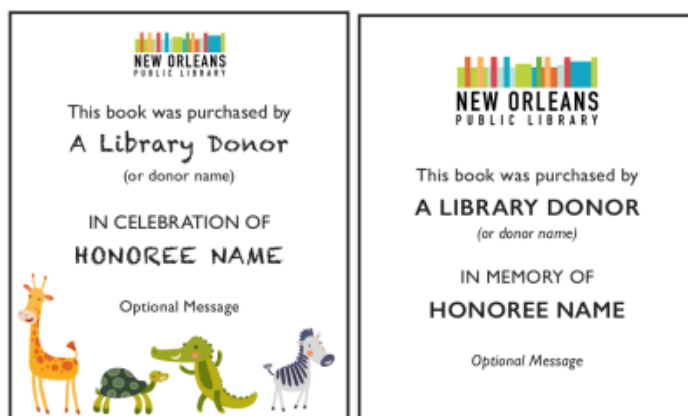 NEW ORLEANS
PUBLIC LIBRARY
This book was purchased by
A Library Donor
(or donor name)
IN CELEBRATION OF
HONOREE NAME
Optional Message
NEW ORLEANS
PUBLIC LIBRARY
This book was purchased by
A LIBRARY DONOR
(or donor name)
IN MEMORY OF
HONOREE NAME
Optional Message